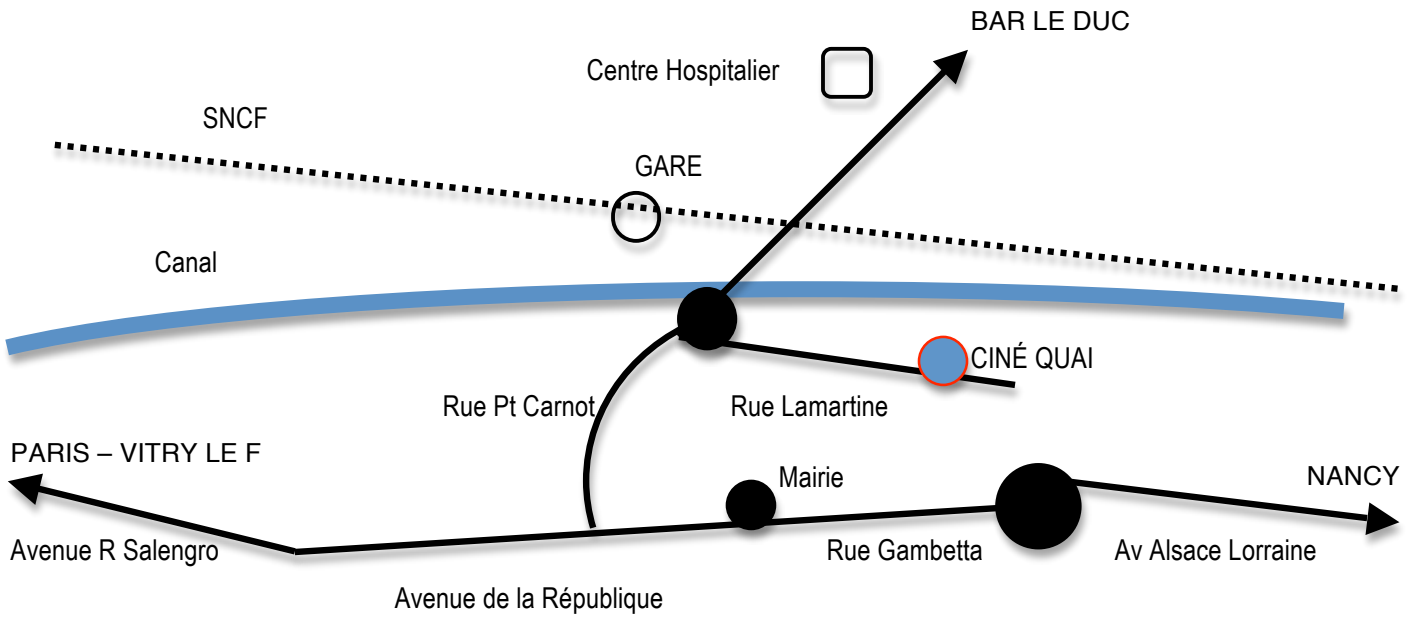 BAR LE DUC
Centre Hospitalier
SNCF
GARE
Canal
CINÉ QUAI
Rue Pt Carnot
Rue Lamartine
PARIS – VITRY LE F
Mairie
NANCY
Avenue R Salengro
Rue Gambetta
Av Alsace Lorraine
Avenue de la République